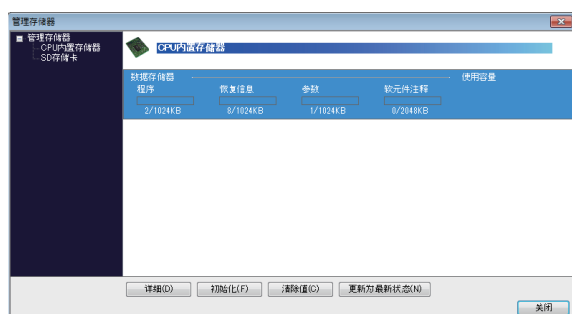 管理存储器
管理存储器
CPU内置存储器
SD存储卡
CPU内置存储器
数据存储器 使用容量
程序 恢复信息 参数 软元件注释
2/1024KB 8/1024KB 1/1024KB 0/2048KB
详细(D) 初始化(F) 清除值(C) 更新为最新状态(N)
关闭